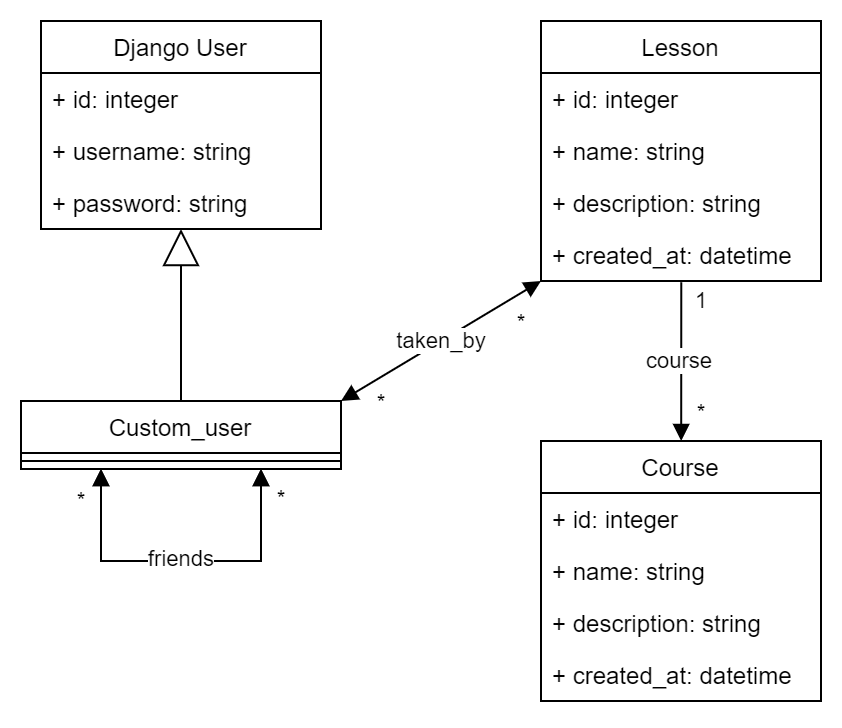 Django User
+ id: integer
+ username: string
+ password: string
Lesson
+ id: integer
+ name: string
+ description: string
+ created_at: datetime
1
*
taken_by
*
course
*
Custom_user
*
*
friends
Course
+ id: integer
+ name: string
+ description: string
+ created_at: datetime